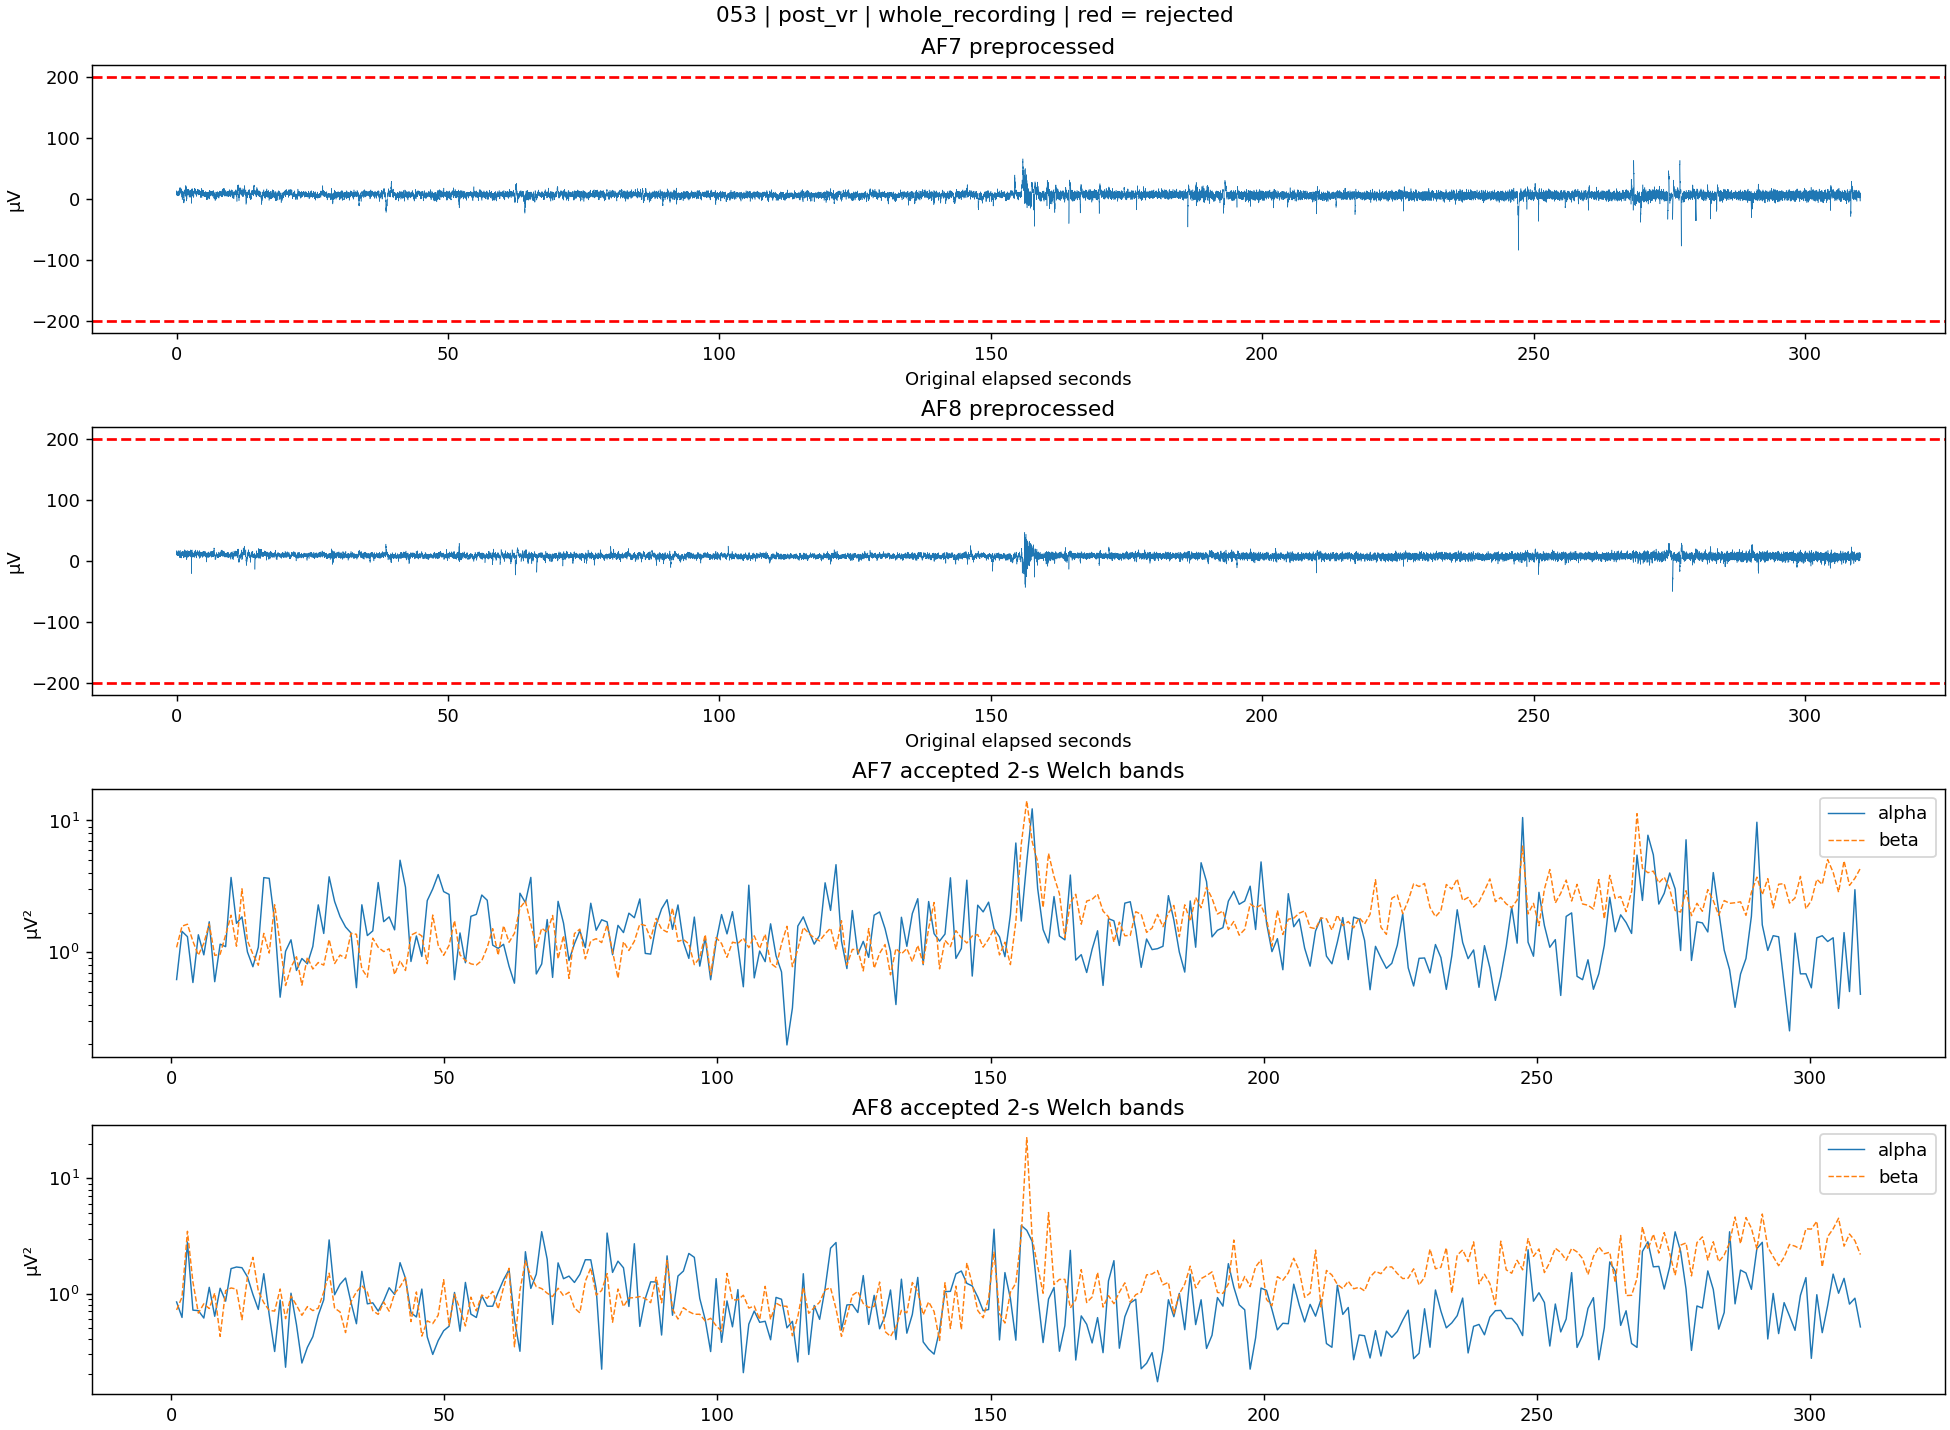 053 | post_vr | whole_recording | red = rejected
AF7 preprocessed
200
100
0
−100
−200
µV
0 50 100 150 200 250 300
Original elapsed seconds
AF8 preprocessed
200
100
0
−100
−200
µV
0 50 100 150 200 250 300
Original elapsed seconds
AF7 accepted 2-s Welch bands
10¹
10⁰
µV²
alpha
beta
0 50 100 150 200 250 300
AF8 accepted 2-s Welch bands
10¹
10⁰
µV²
alpha
beta
0 50 100 150 200 250 300